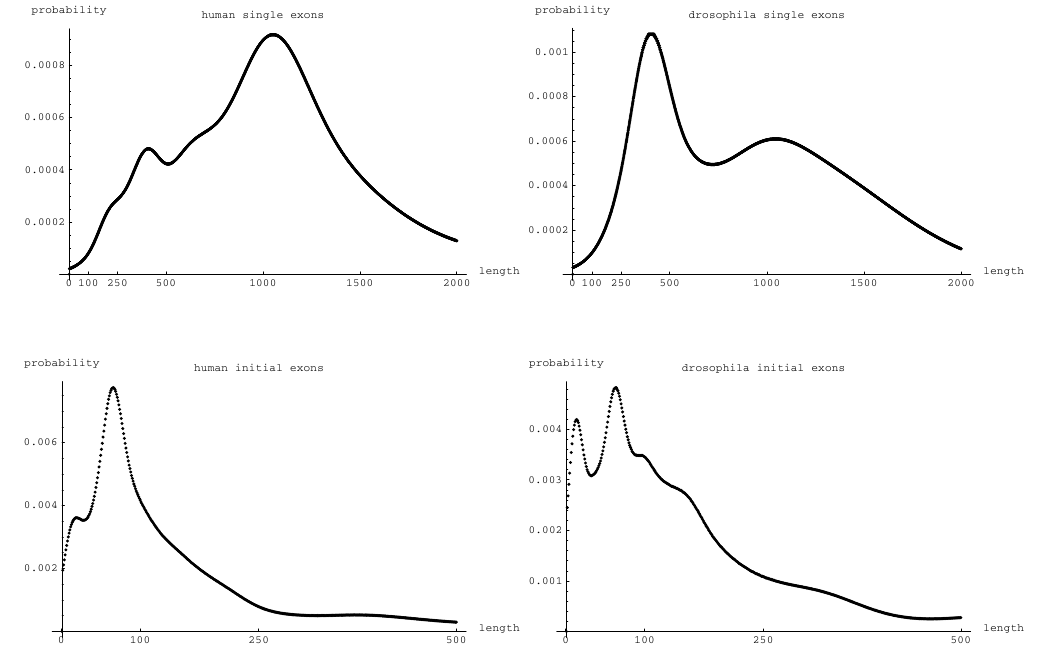 probability
human single exons
0.0008
0.0006
0.0004
0.0002
0 100 250 500 1000 1500 2000
length
probability
drosophila single exons
0.001
0.0008
0.0006
0.0004
0.0002
0 100 250 500 1000 1500 2000
length
probability
human initial exons
0.006
0.004
0.002
0 100 250 500
length
probability
drosophila initial exons
0.004
0.003
0.002
0.001
0 100 250 500
length